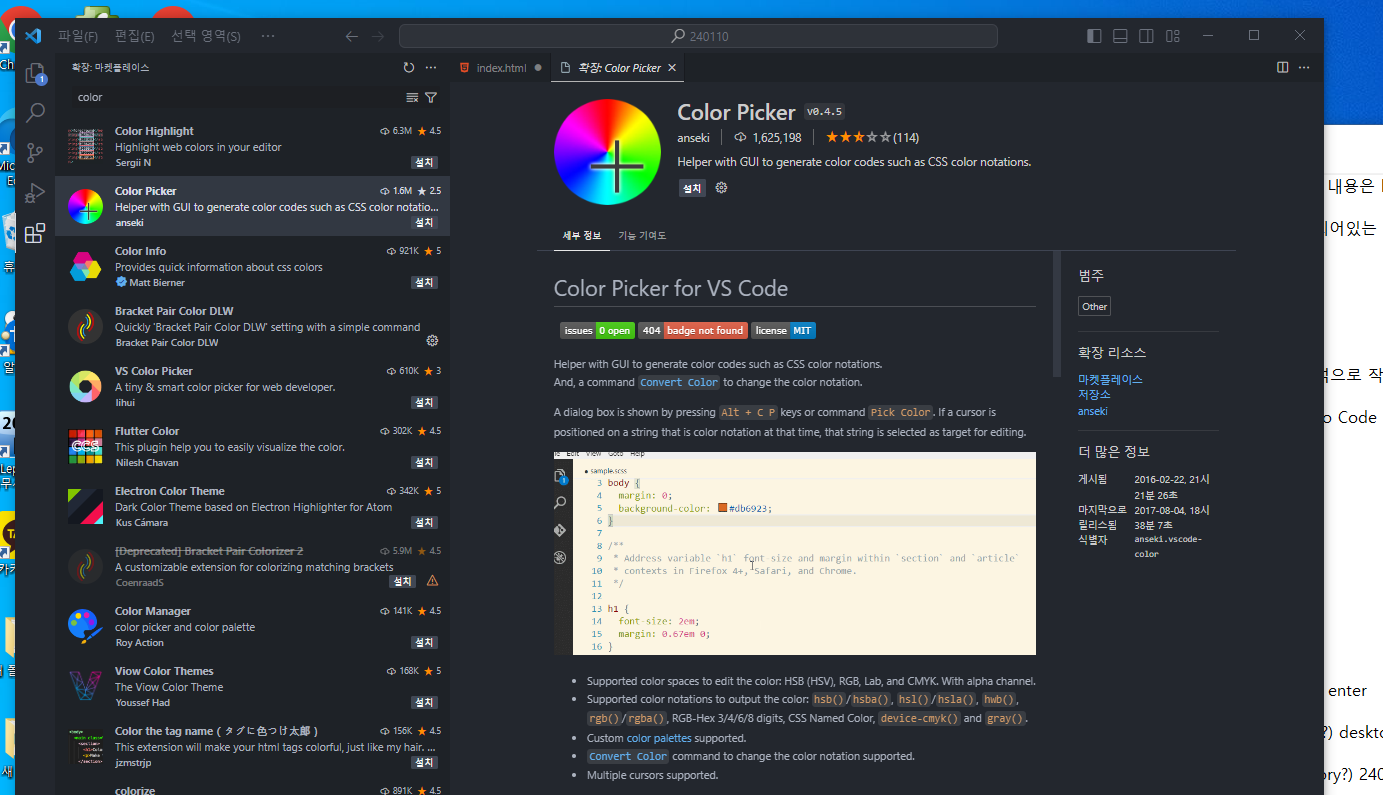 파일(F) 편집(E) 선택 영역(S) ···
240110
확장: 마켓플레이스
color
Color Highlight 6.3M 4.5
Highlight web colors in your editor
Sergii N 설치
Color Picker 1.6M 2.5
Helper with GUI to generate color codes such as CSS color notatio...
anseki 설치
Color Info 921K 5
Provides quick information about css colors
Matt Bierner 설치
Bracket Pair Color DLW
Quickly 'Bracket Pair Color DLW' setting with a simple command
Bracket Pair Color DLW
VS Color Picker 610K 3
A tiny & smart color picker for web developer.
lihui 설치
Flutter Color 302K 4.5
This plugin help you to easily visualize the color.
Nilesh Chavan 설치
Electron Color Theme 342K 5
Dark Color Theme based on Electron Highlighter for Atom
Kus Cámara 설치
[Deprecated] Bracket Pair Colorizer 2 5.9M 4.5
A customizable extension for colorizing matching brackets
CoenraadS 설치
Color Manager 141K 4.5
color picker and color palette
Roy Action 설치
Viow Color Themes 168K 5
The Viow Color Theme
Youssef Had 설치
Color the tag name ( タグに色つけ太郎 ) 156K 4.5
This extension will make your html tags colorful, just like my hair. ...
jzmstrjp 설치
colorize 891K 4.5
index.html
확장: Color Picker
Color Picker v0.4.5
anseki 1,625,198 (114)
Helper with GUI to generate color codes such as CSS color notations.
설치
세부 정보 기능 기여도
Color Picker for VS Code
issues 0 open 404 badge not found license MIT
Helper with GUI to generate color codes such as CSS color notations.
And, a command Convert Color to change the color notation.
A dialog box is shown by pressing Alt + C P keys or command Pick Color. If a cursor is
positioned on a string that is color notation at that time, that string is selected as target for editing.
Edit View Goto Help
sample.scss
3 body {
4 margin: 0;
5 background-color: #db6923;
6 }
7
8 /**
9 * Address variable `h1` font-size and margin within `section` and `article`
10 * contexts in Firefox 4+, Safari, and Chrome.
11 */
12
13 h1 {
14 font-size: 2em;
15 margin: 0.67em 0;
16 }
• Supported color spaces to edit the color: HSB (HSV), RGB, Lab, and CMYK. With alpha channel.
• Supported color notations to output the color: hsb()/hsba(), hsl()/hsla(), hwb(),
rgb()/rgba(), RGB-Hex 3/4/6/8 digits, CSS Named Color, device-cmyk() and gray().
• Custom color palettes supported.
• Convert Color command to change the color notation supported.
• Multiple cursors supported.
범주
Other
확장 리소스
마켓플레이스
저장소
anseki
더 많은 정보
게시됨 2016-02-22, 21시
21분 26초
마지막으로 2017-08-04, 18시
릴리스됨 38분 7초
식별자 anseki.vscode-
color
내용은
어있는
적으로 작
o Code
enter
?) deskto
ory?) 240